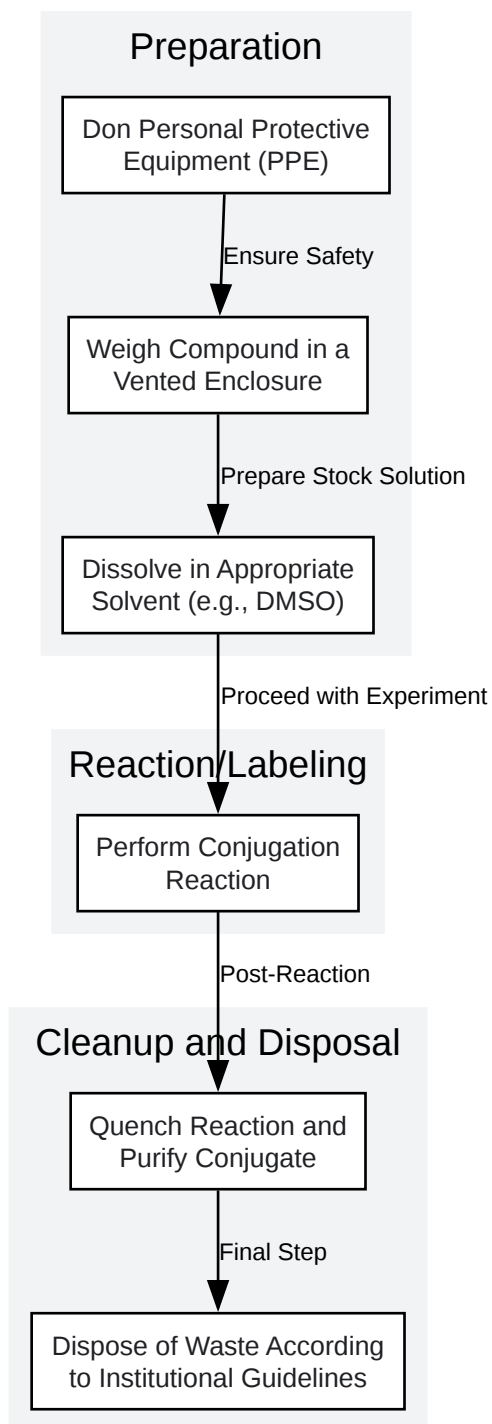 Preparation
Don Personal Protective
Equipment (PPE)
Ensure Safety
Weigh Compound in a
Vented Enclosure
Prepare Stock Solution
Dissolve in Appropriate
Solvent (e.g., DMSO)
Proceed with Experiment
Reaction/Labeling
Perform Conjugation
Reaction
Post-Reaction
Cleanup and Disposal
Quench Reaction and
Purify Conjugate
Final Step
Dispose of Waste According
to Institutional Guidelines